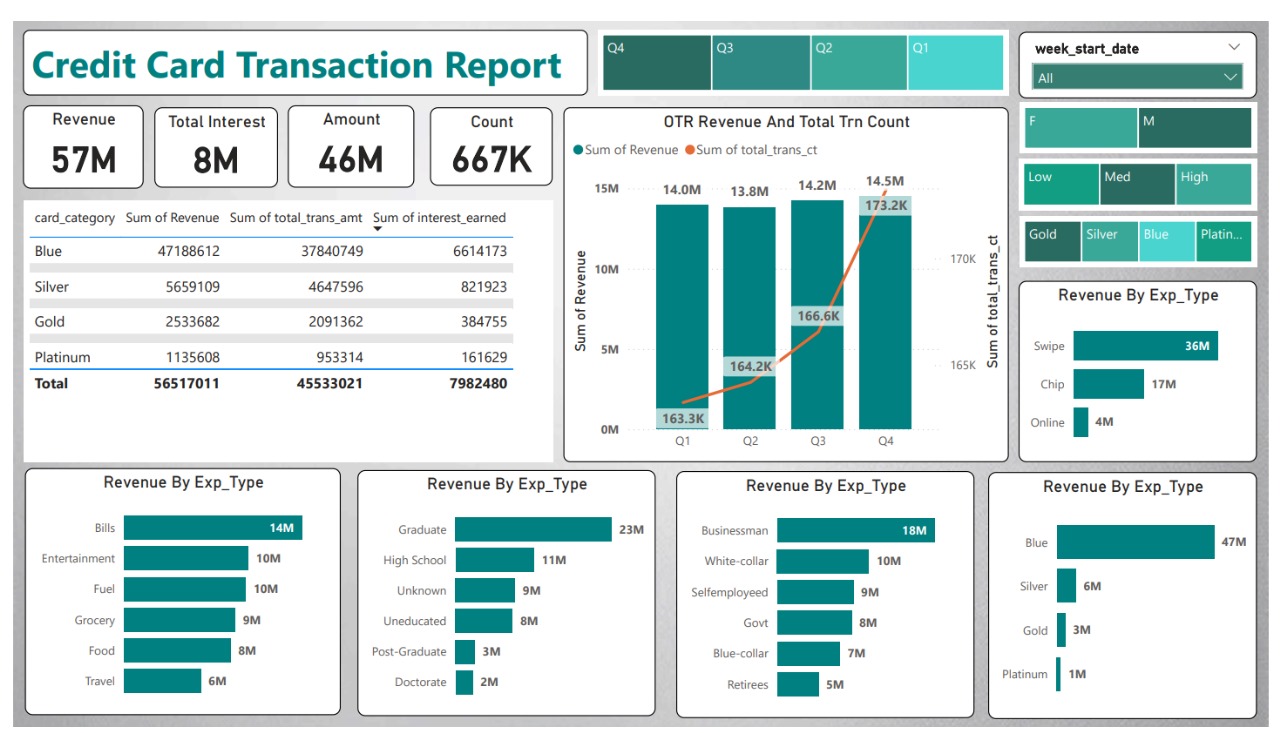 Credit Card Transaction Report
Q4 Q3 Q2 Q1
week_start_date
All
F M
Low Med High
Gold Silver Blue Platin...
Revenue
57M
Total Interest
8M
Amount
46M
Count
667K
card_category Sum of Revenue Sum of total_trans_amt Sum of interest_earned
Blue 47188612 37840749 6614173
Silver 5659109 4647596 821923
Gold 2533682 2091362 384755
Platinum 1135608 953314 161629
Total 56517011 45533021 7982480
OTR Revenue And Total Trn Count
Sum of Revenue Sum of total_trans_ct
Sum of Revenue
15M
10M
5M
0M
14.0M 13.8M 14.2M 14.5M
163.3K 164.2K 166.6K 173.2K
Q1 Q2 Q3 Q4
170K
165K
Sum of total_trans_ct
Revenue By Exp_Type
Swipe 36M
Chip 17M
Online 4M
Revenue By Exp_Type
Bills 14M
Entertainment 10M
Fuel 10M
Grocery 9M
Food 8M
Travel 6M
Revenue By Exp_Type
Graduate 23M
High School 11M
Unknown 9M
Uneducated 8M
Post-Graduate 3M
Doctorate 2M
Revenue By Exp_Type
Businessman 18M
White-collar 10M
Selfemployeed 9M
Govt 8M
Blue-collar 7M
Retirees 5M
Revenue By Exp_Type
Blue 47M
Silver 6M
Gold 3M
Platinum 1M